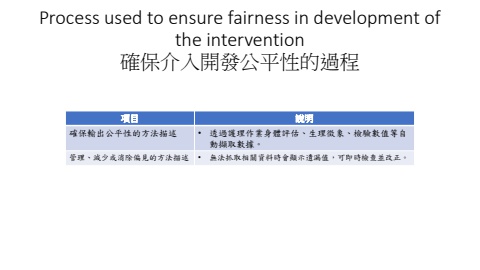 Process used to ensure fairness in development of
the intervention
確保介入開發公平性的過程
項目 說明
確保輸出公平性的方法描述 • 透過護理作業身體評估、生理徵象、檢驗數值等自
動擷取數據。
管理、減少或消除偏見的方法描述 • 無法抓取相關資料時會顯示遺漏值，可即時檢查並改正。